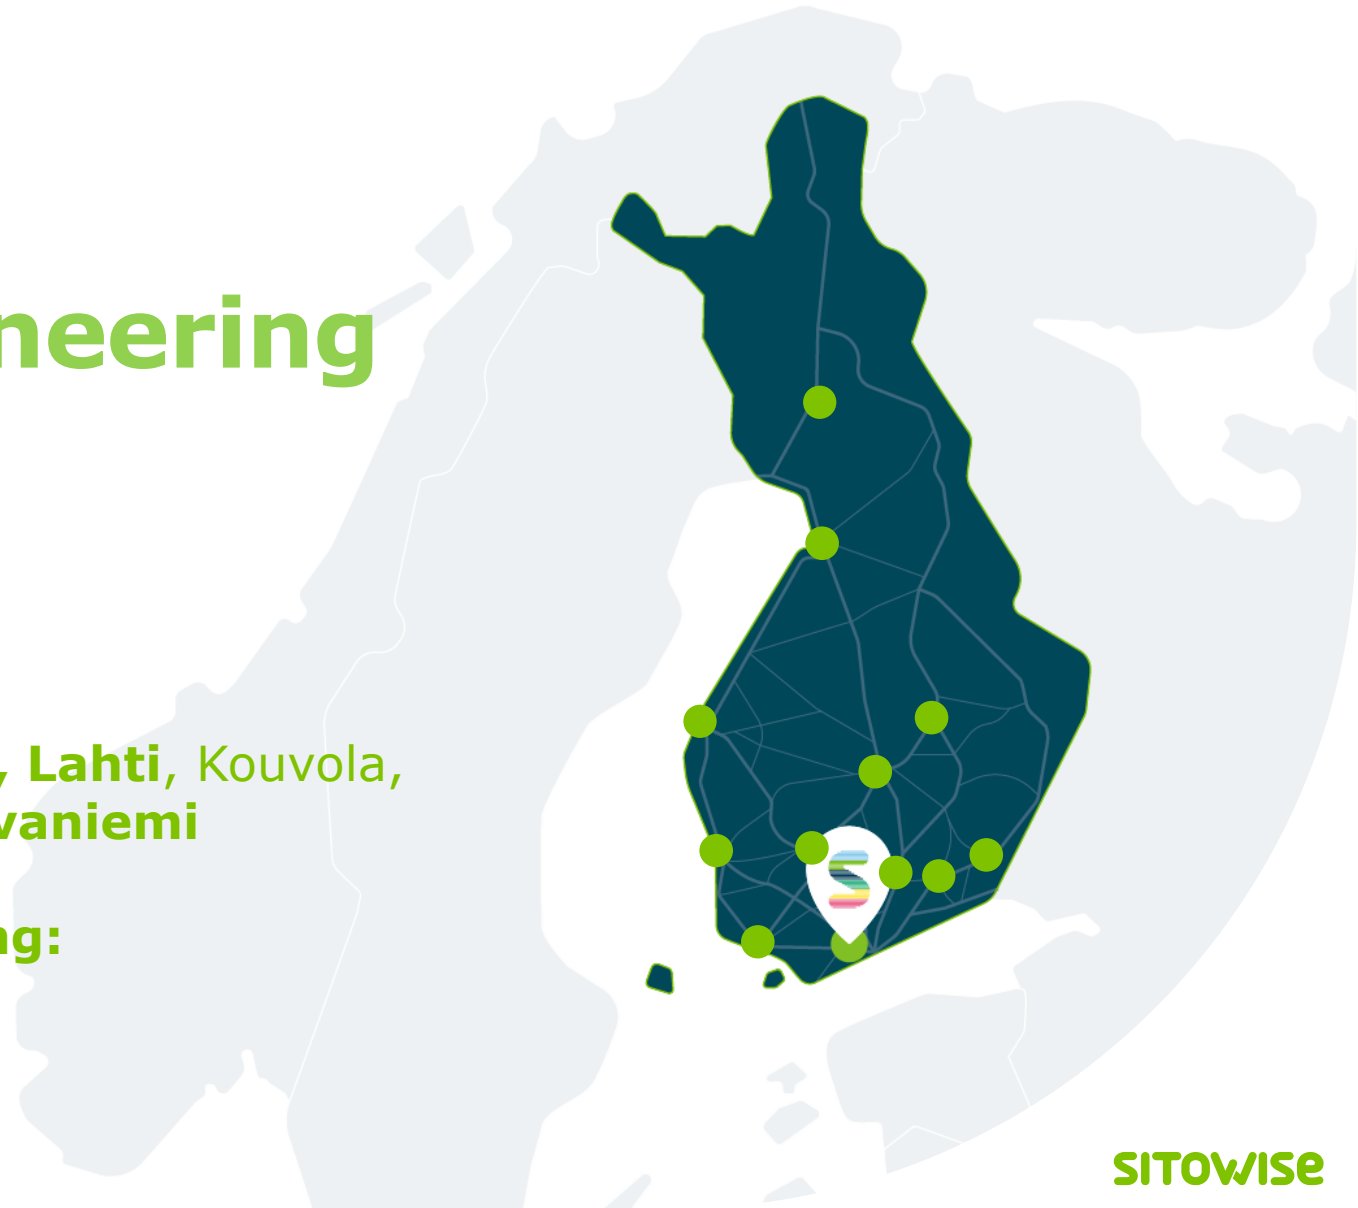 neering
, Lahti, Kouvola,
vaniemi
ng:
SITOWISE